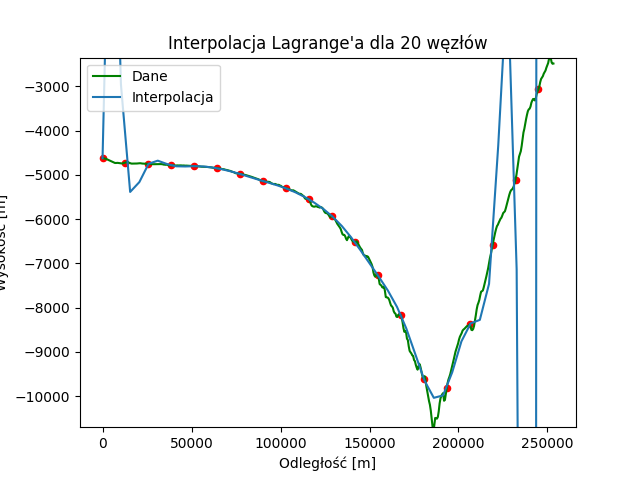 Interpolacja Lagrange'a dla 20 węzłów
Dane
Interpolacja
−3000
−4000
−5000
−6000
−7000
−8000
−9000
−10000
Wysokość [m]
0
50000
100000
150000
200000
250000
Odległość [m]